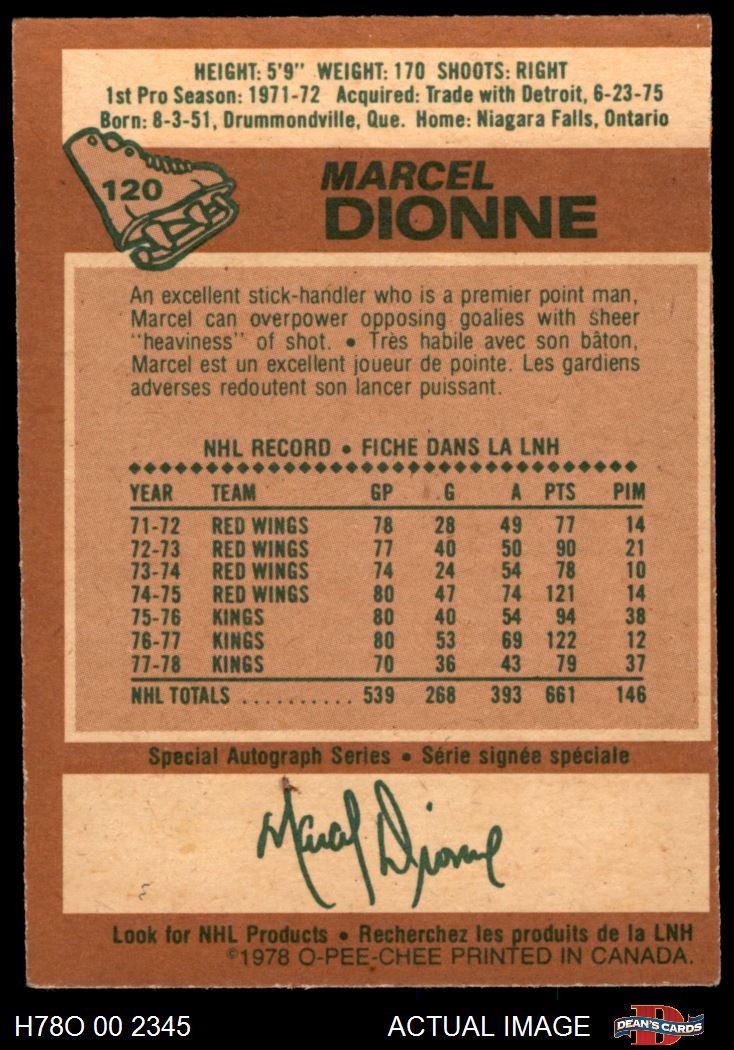 HEIGHT: 5'9" WEIGHT: 170 SHOOTS: RIGHT
1st Pro Season: 1971-72 Acquired: Trade with Detroit, 6-23-75
Born: 8-3-51, Drummondville, Que. Home: Niagara Falls, Ontario
120
MARCEL
DIONNE
An excellent stick-handler who is a premier point man,
Marcel can overpower opposing goalies with sheer
"heaviness" of shot. • Très habile avec son bâton,
Marcel est un excellent joueur de pointe. Les gardiens
adverses redoutent son lancer puissant.
NHL RECORD • FICHE DANS LA LNH
YEAR TEAM GP G A PTS PIM
71-72 RED WINGS 78 28 49 77 14
72-73 RED WINGS 77 40 50 90 21
73-74 RED WINGS 74 24 54 78 10
74-75 RED WINGS 80 47 74 121 14
75-76 KINGS 80 40 54 94 38
76-77 KINGS 80 53 69 122 12
77-78 KINGS 70 36 43 79 37
NHL TOTALS .......... 539 268 393 661 146
Special Autograph Series • Série signée spéciale
Marcel Dionne
Look for NHL Products • Recherchez les produits de la LNH
©1978 O-PEE-CHEE PRINTED IN CANADA.
H78O 00 2345 ACTUAL IMAGE D DEAN'S CARDS